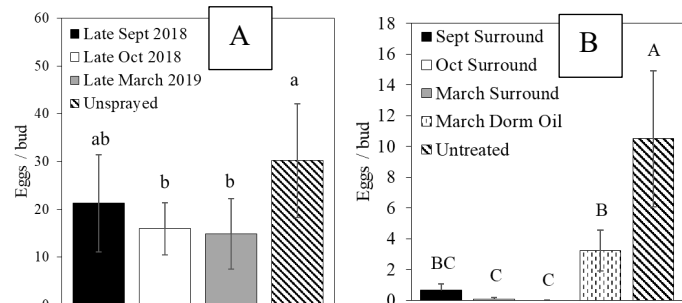 60
50
40
30
20
10
0
Eggs / bud
Late Sept 2018
Late Oct 2018
Late March 2019
Unsprayed
A
ab
b
b
a
18
16
14
12
10
8
6
4
2
0
Eggs / bud
Sept Surround
Oct Surround
March Surround
March Dorm Oil
Untreated
B
BC
C
C
B
A